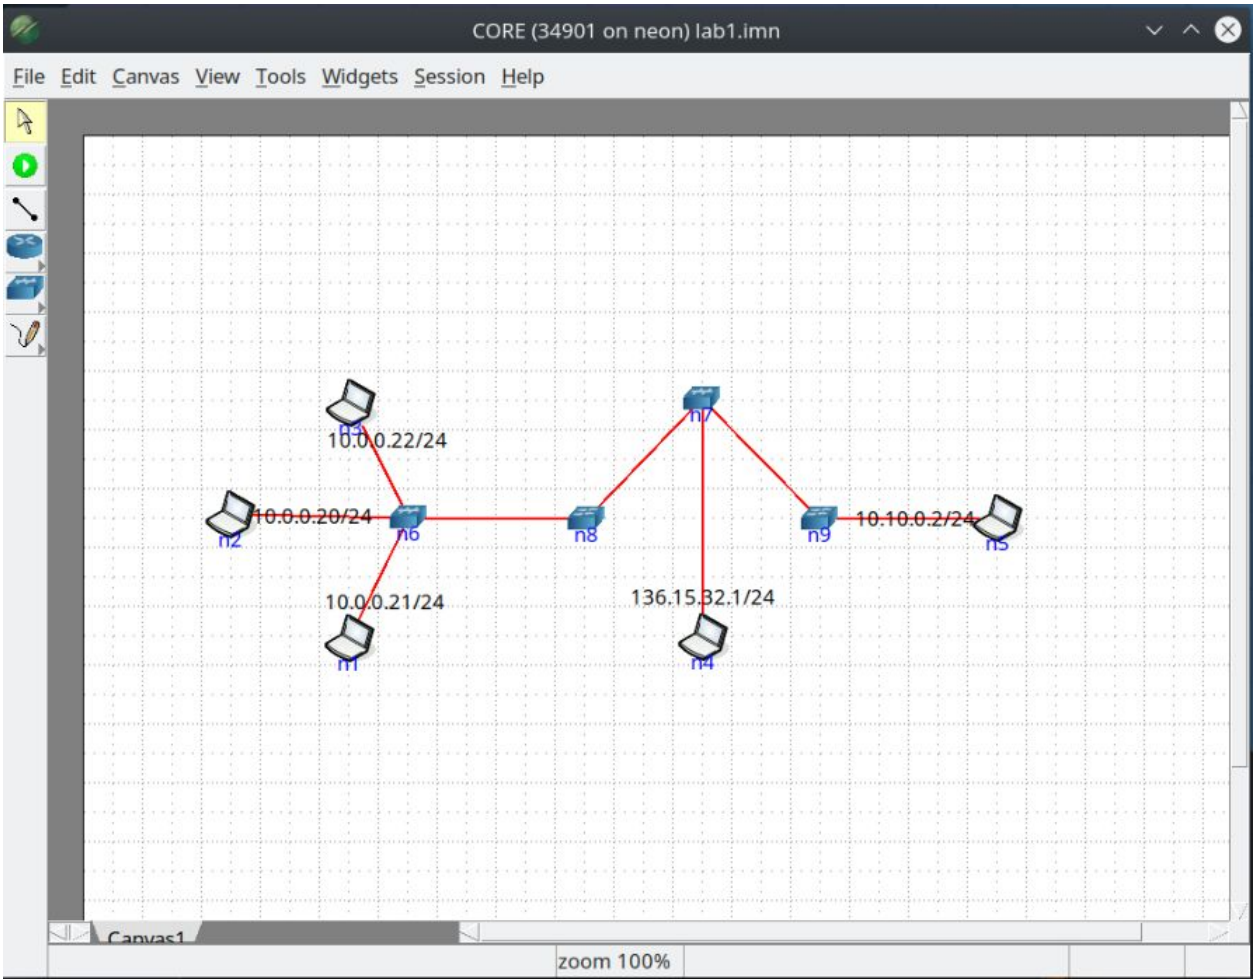 CORE (34901 on neon) lab1.imn
File Edit Canvas View Tools Widgets Session Help
n7
n3
10.0.0.22/24
10.0.0.20/24
n2
n6
n8
n9
10.10.0.2/24
n5
10.0.0.21/24
136.15.32.1/24
n1
n4
Canvas1
zoom 100%